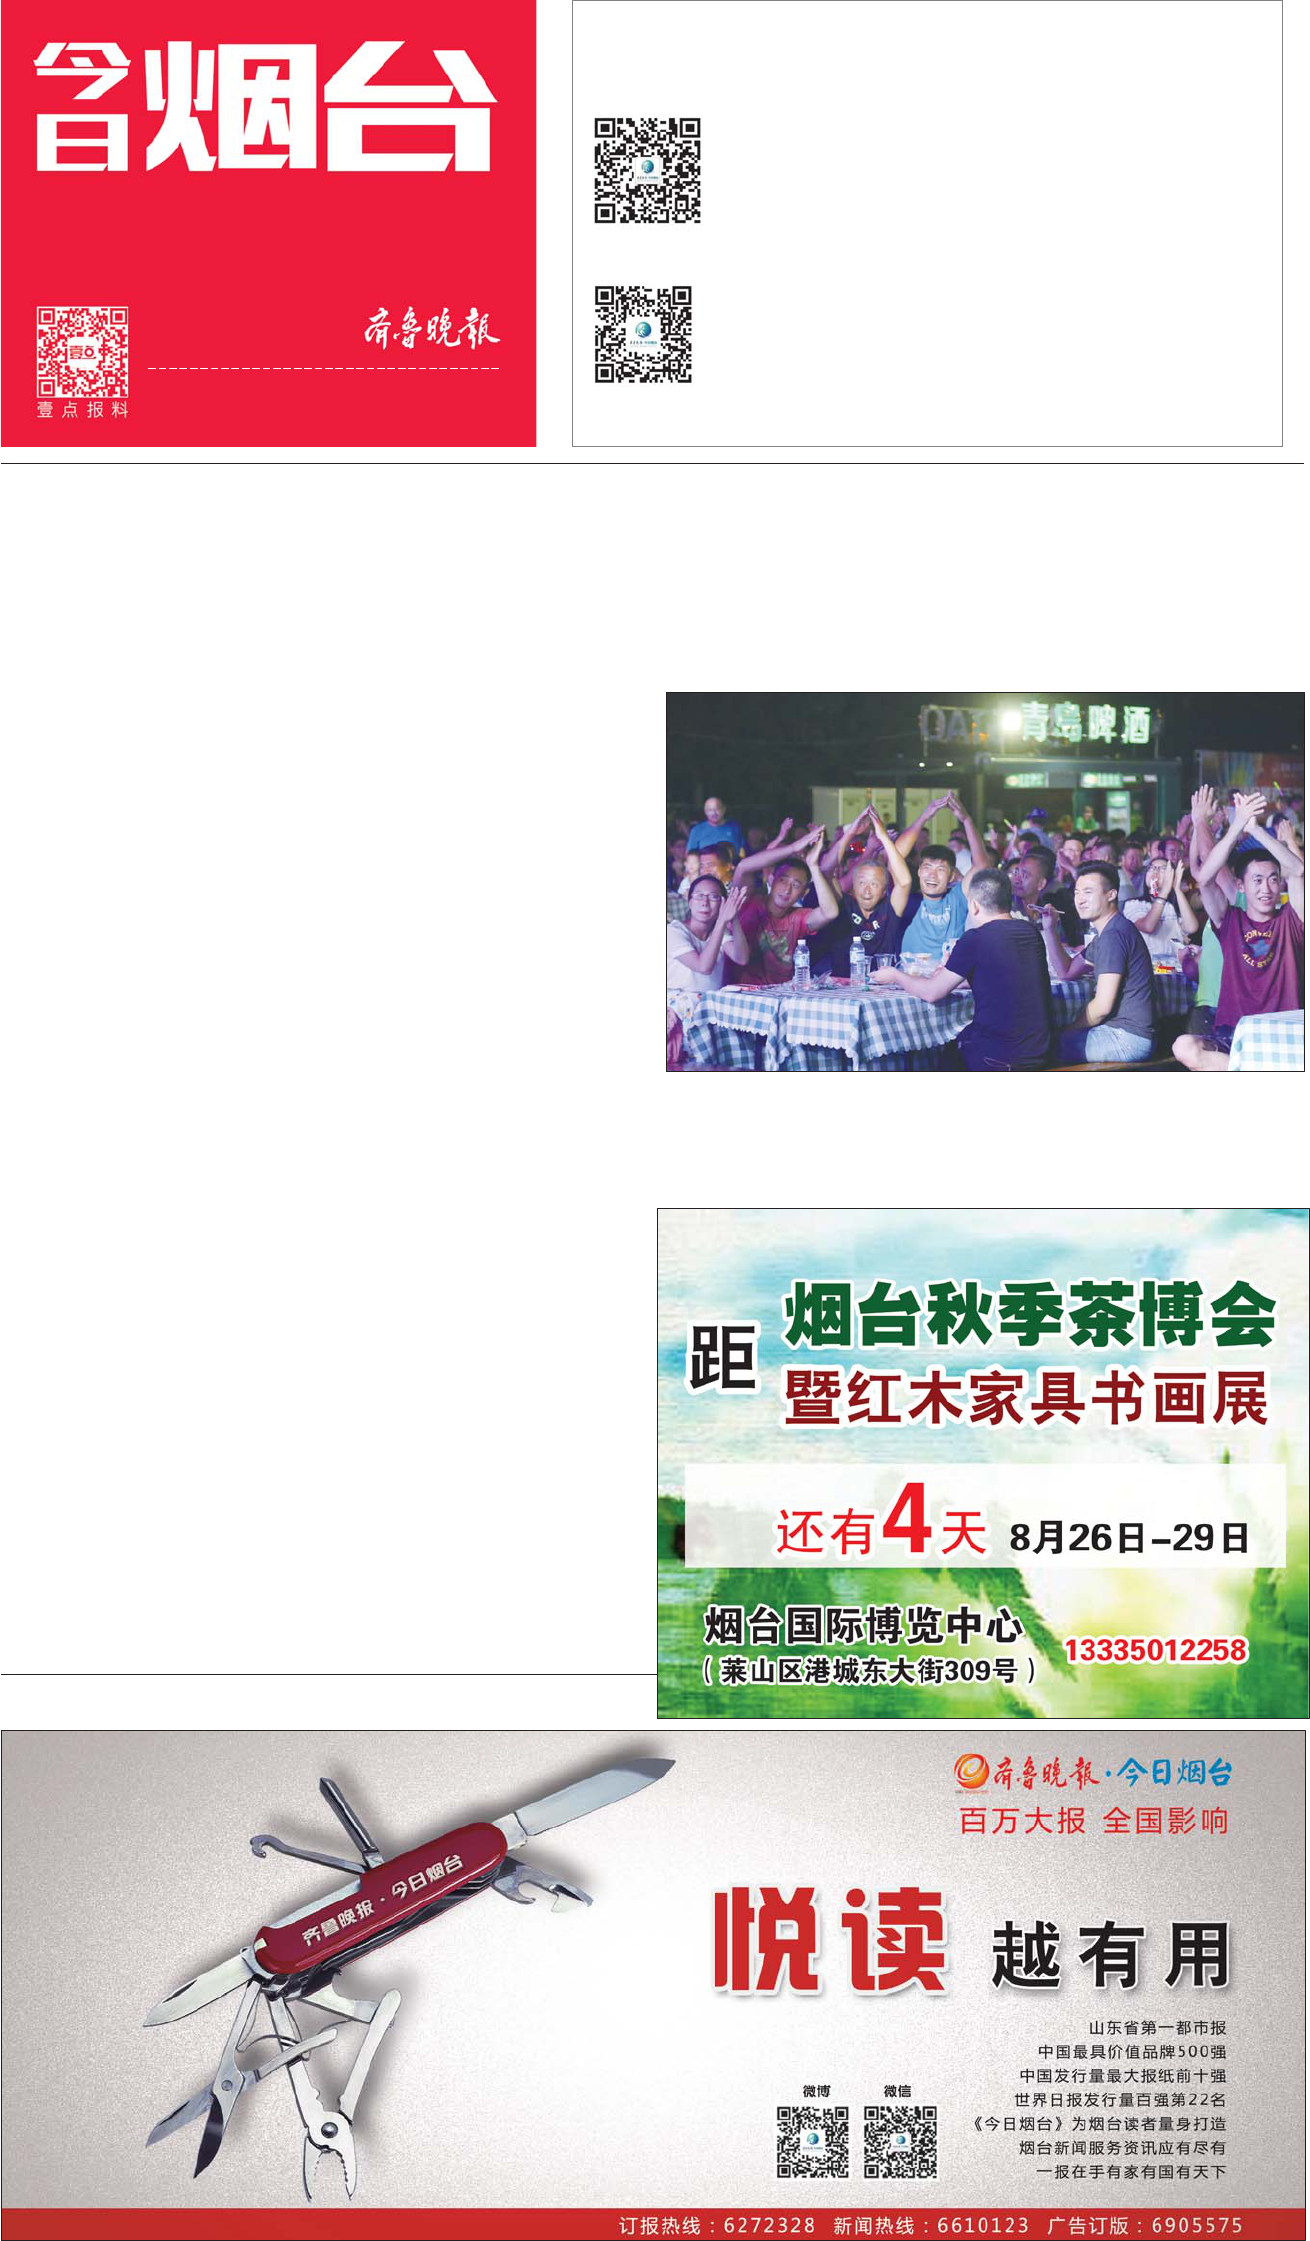 今日烟台
齐鲁晚報
壹点报料
青岛啤酒
CONVERSE
ALL STAR
距
烟台秋季茶博会
暨红木家具书画展
还有4天 8月26日-29日
烟台国际博览中心
（莱山区港城东大街309号）
13335012258
齐鲁晚報·今日烟台
百万大报 全国影响
齐鲁晚报·今日烟台
悦读 越有用
山东省第一都市报
中国最具价值品牌500强
中国发行量最大报纸前十强
世界日报发行量百强第22名
《今日烟台》为烟台读者量身打造
烟台新闻服务资讯应有尽有
一报在手有家有国有天下
微博 微信
订报热线：6272328 新闻热线：6610123 广告订版：6905575